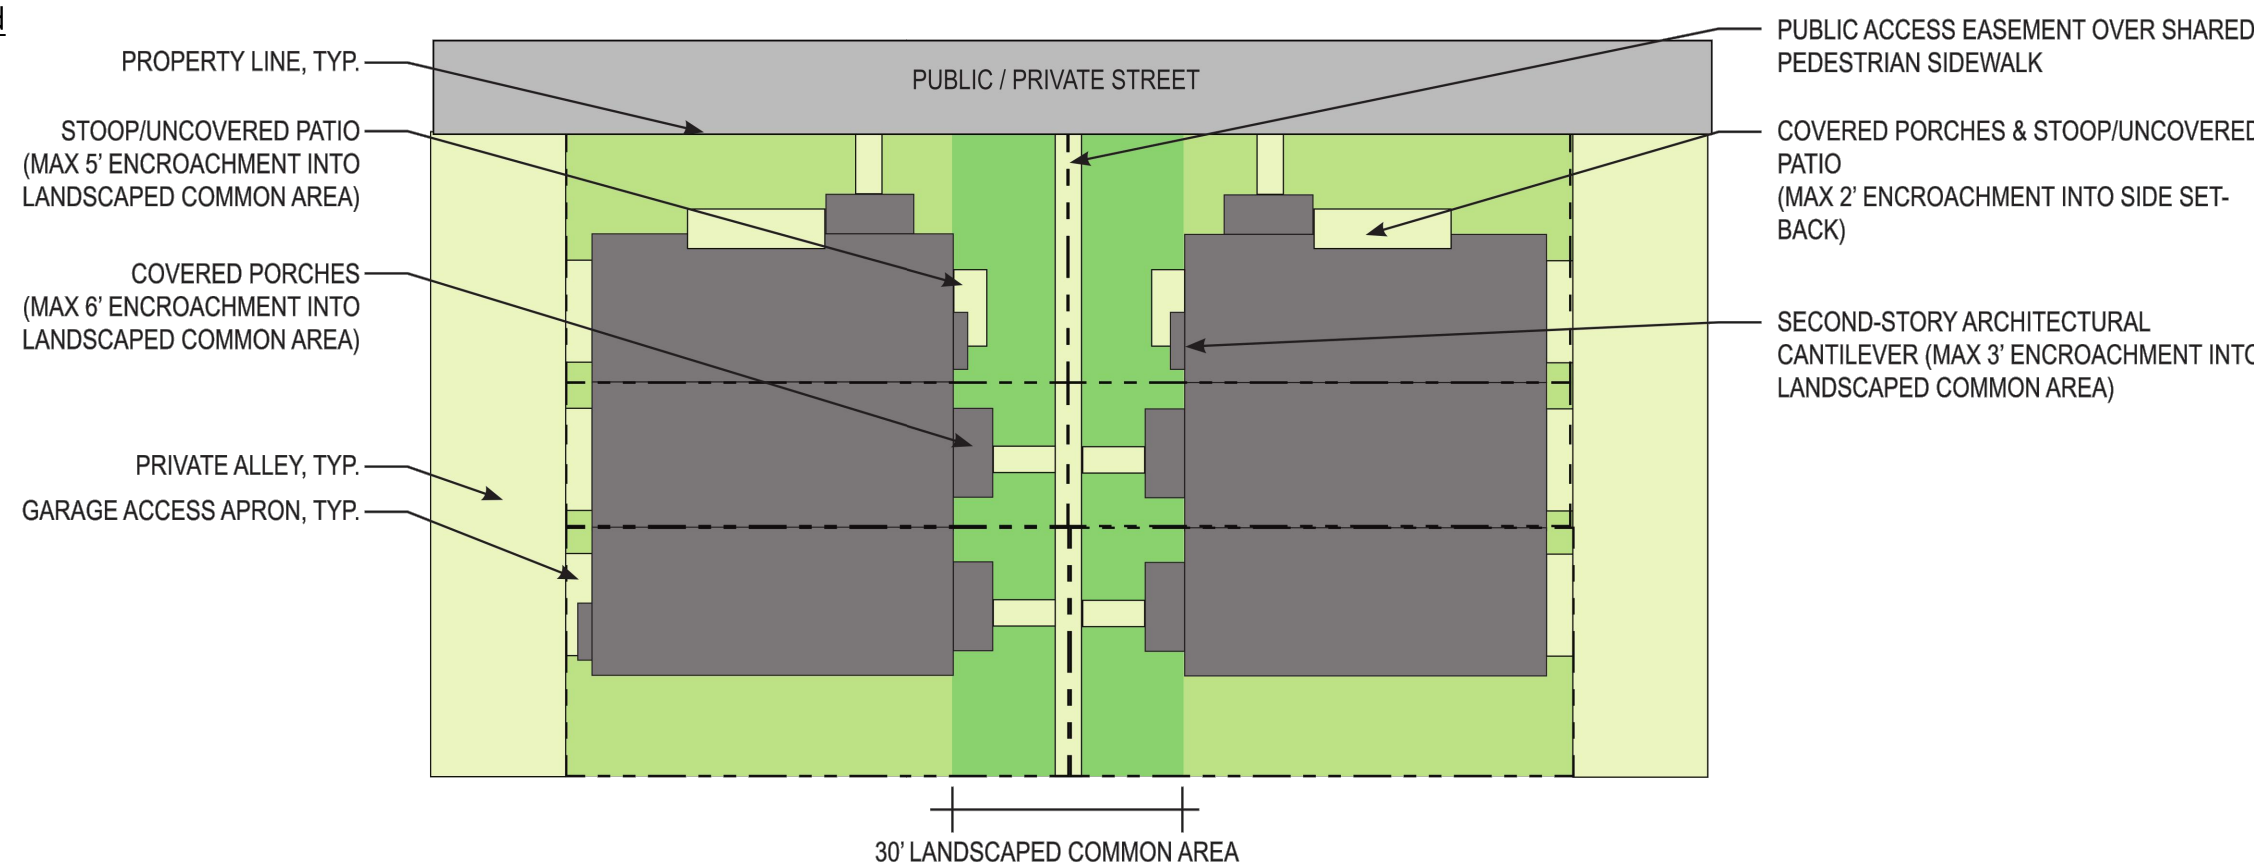 PUBLIC / PRIVATE STREET
PROPERTY LINE, TYP.
STOOP/UNCOVERED PATIO
(MAX 5’ ENCROACHMENT INTO
LANDSCAPED COMMON AREA)
COVERED PORCHES
(MAX 6’ ENCROACHMENT INTO
LANDSCAPED COMMON AREA)
PRIVATE ALLEY, TYP.
GARAGE ACCESS APRON, TYP.
PUBLIC ACCESS EASEMENT OVER SHARED
PEDESTRIAN SIDEWALK
COVERED PORCHES & STOOP/UNCOVERED
PATIO
(MAX 2’ ENCROACHMENT INTO SIDE SET-
BACK)
SECOND-STORY ARCHITECTURAL
CANTILEVER (MAX 3’ ENCROACHMENT INTO
LANDSCAPED COMMON AREA)
30’ LANDSCAPED COMMON AREA